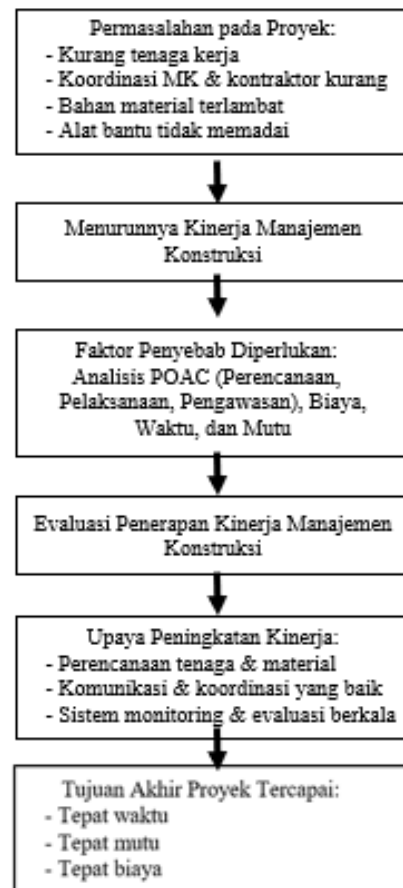 Permasalahan pada Proyek:
- Kurang tenaga kerja
- Koordinasi MK & kontraktor kurang
- Bahan material terlambat
- Alat bantu tidak memadai
Menurunnya Kinerja Manajemen
Konstruksi
Faktor Penyebab Diperlukan:
Analisis POAC (Perencanaan,
Pelaksanaan, Pengawasan), Biaya,
Waktu, dan Mutu
Evaluasi Penerapan Kinerja Manajemen
Konstruksi
Upaya Peningkatan Kinerja:
- Perencanaan tenaga & material
- Komunikasi & koordinasi yang baik
- Sistem monitoring & evaluasi berkala
Tujuan Akhir Proyek Tercapai:
- Tepat waktu
- Tepat mutu
- Tepat biaya